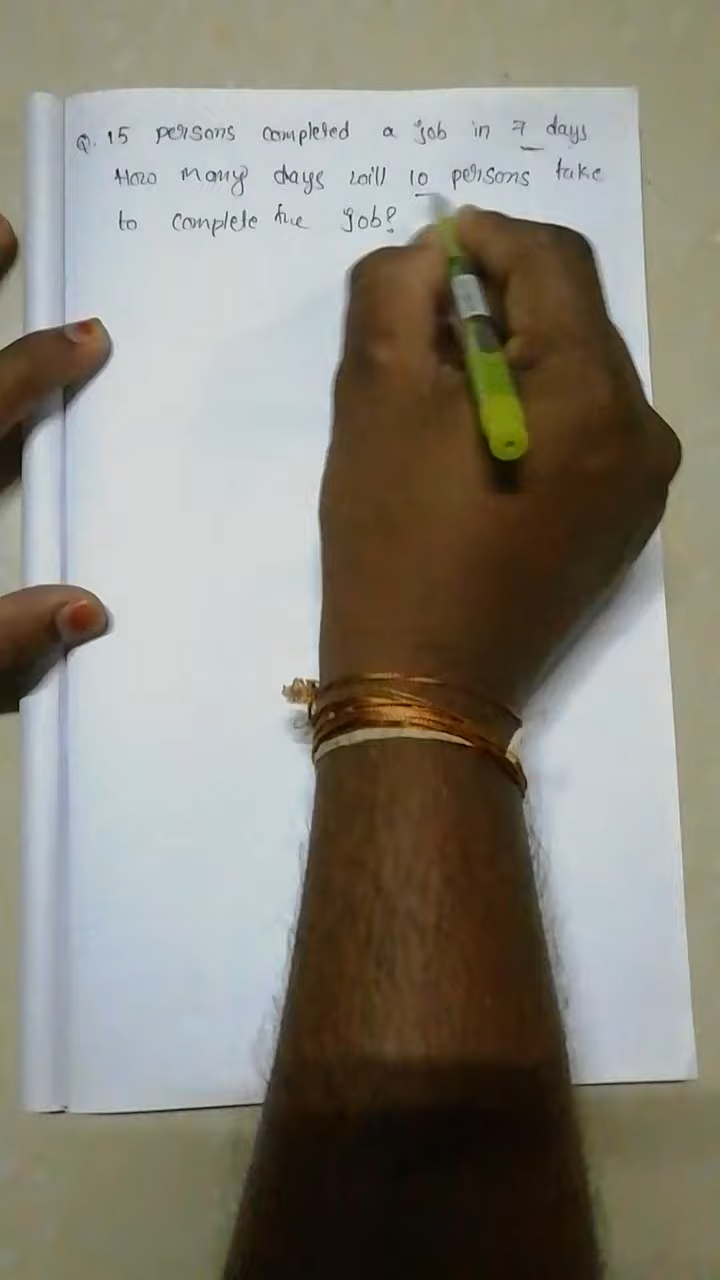 Q. 15 persons completed a job in 7 days
How many days will 10 persons take
to complete the job?